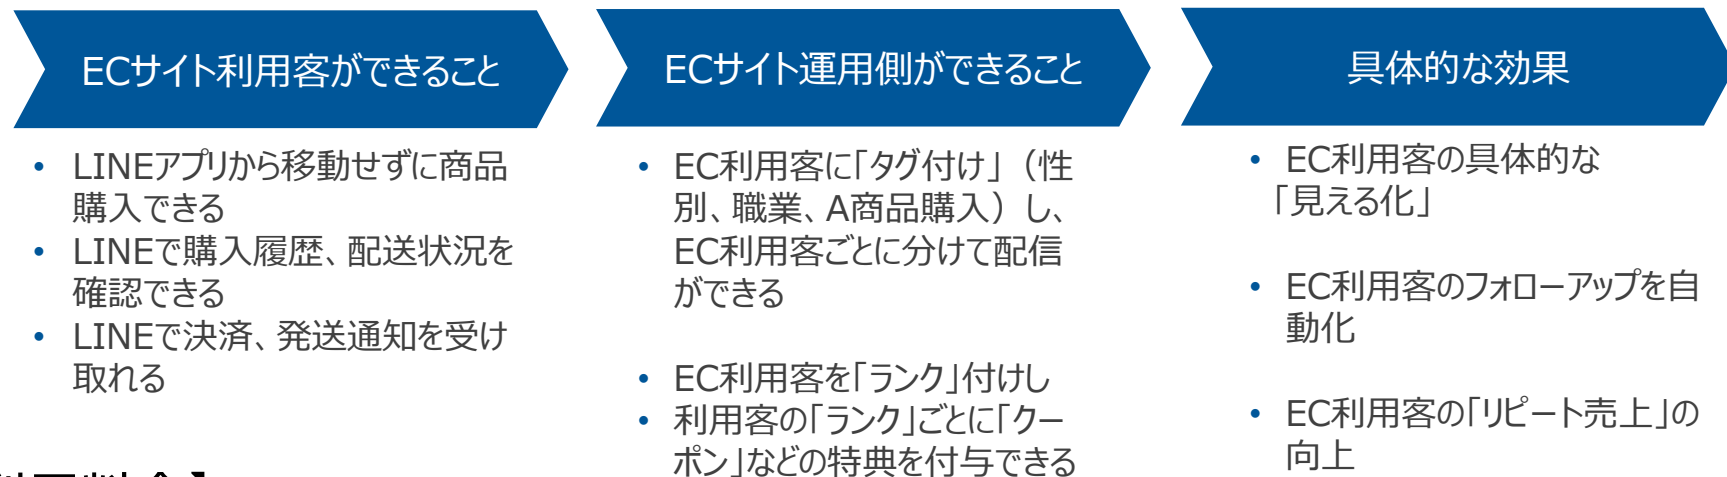 ECサイト利用客ができること
• LINEアプリから移動せずに商品
購入できる
• LINEで購入履歴、配送状況を
確認できる
• LINEで決済、発送通知を受け
取れる
ECサイト運用側ができること
• EC利用客に「タグ付け」（性
別、職業、A商品購入）し、
EC利用客ごとに分けて配信
ができる
• EC利用客を「ランク」付けし
• 利用客の「ランク」ごとに「クー
ポン」などの特典を付与できる
具体的な効果
• EC利用客の具体的な
「見える化」
• EC利用客のフォローアップを自
動化
• EC利用客の「リピート売上」の
向上